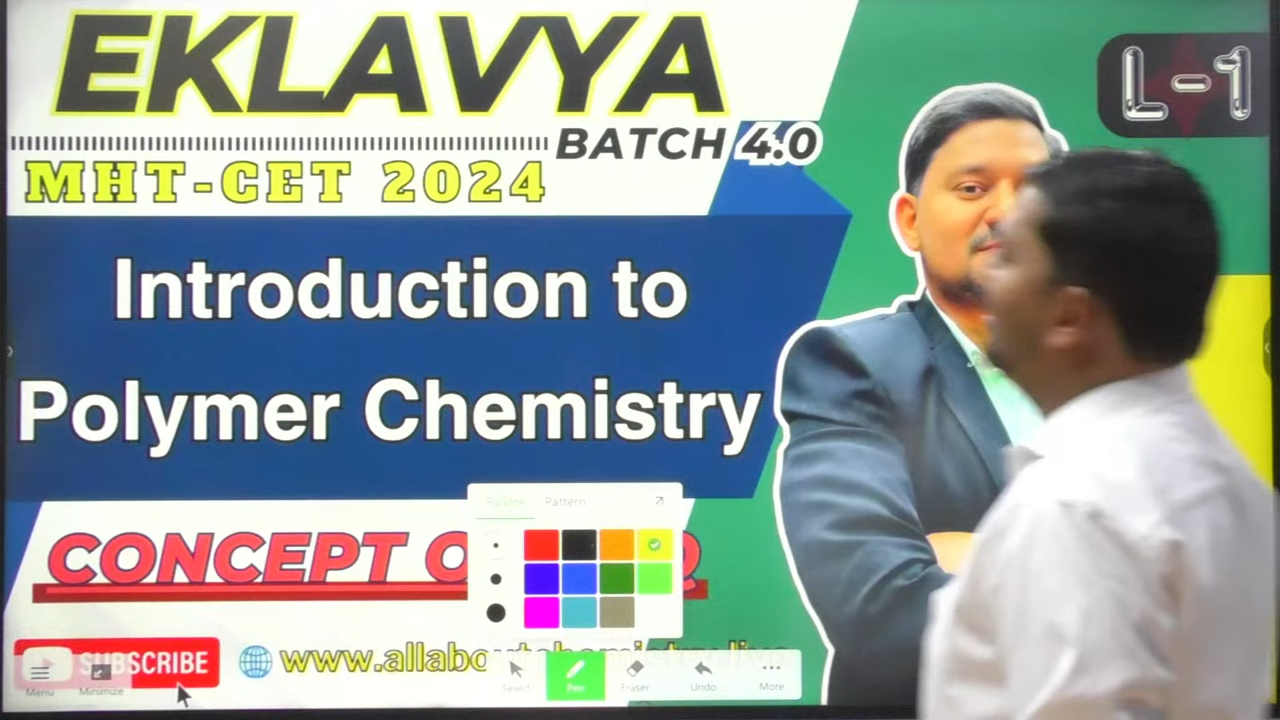 EKLAVYA
L-1
BATCH 4.0
MHT-CET 2024
Introduction to
Polymer Chemistry
Palette Pattern
CONCEPT
SUBSCRIBE
Menu Minimize
Select Pen Eraser Undo More